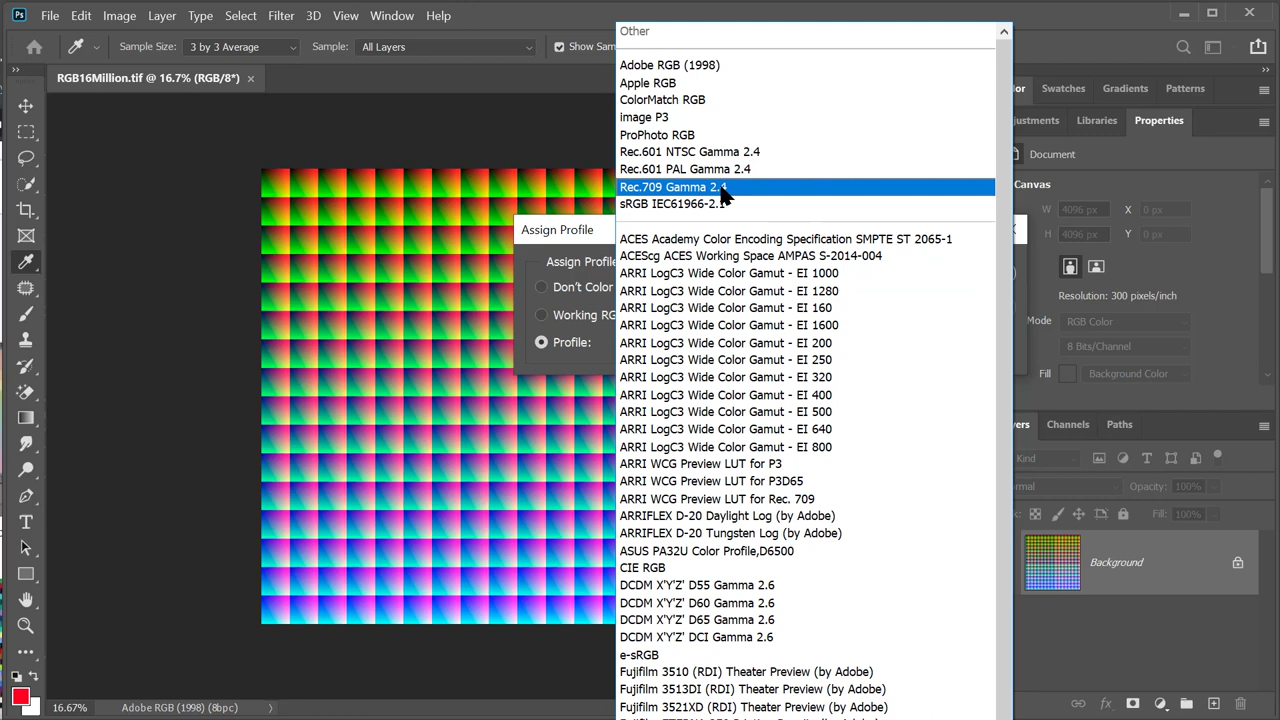 Ps File Edit Image Layer Type Select Filter 3D View Window Help
Sample Size: 3 by 3 Average Sample: All Layers Show Sam
RGB16Million.tif @ 16.7% (RGB/8*) ×
Other
Adobe RGB (1998)
Apple RGB
ColorMatch RGB
image P3
ProPhoto RGB
Rec.601 NTSC Gamma 2.4
Rec.601 PAL Gamma 2.4
Rec.709 Gamma 2.4
sRGB IEC61966-2.1
ACES Academy Color Encoding Specification SMPTE ST 2065-1
ACEScg ACES Working Space AMPAS S-2014-004
ARRI LogC3 Wide Color Gamut - EI 1000
ARRI LogC3 Wide Color Gamut - EI 1280
ARRI LogC3 Wide Color Gamut - EI 160
ARRI LogC3 Wide Color Gamut - EI 1600
ARRI LogC3 Wide Color Gamut - EI 200
ARRI LogC3 Wide Color Gamut - EI 250
ARRI LogC3 Wide Color Gamut - EI 320
ARRI LogC3 Wide Color Gamut - EI 400
ARRI LogC3 Wide Color Gamut - EI 500
ARRI LogC3 Wide Color Gamut - EI 640
ARRI LogC3 Wide Color Gamut - EI 800
ARRI WCG Preview LUT for P3
ARRI WCG Preview LUT for P3D65
ARRI WCG Preview LUT for Rec. 709
ARRIFLEX D-20 Daylight Log (by Adobe)
ARRIFLEX D-20 Tungsten Log (by Adobe)
ASUS PA32U Color Profile,D6500
CIE RGB
DCDM X'Y'Z' D55 Gamma 2.6
DCDM X'Y'Z' D60 Gamma 2.6
DCDM X'Y'Z' D65 Gamma 2.6
DCDM X'Y'Z' DCI Gamma 2.6
e-sRGB
Fujifilm 3510 (RDI) Theater Preview (by Adobe)
Fujifilm 3513DI (RDI) Theater Preview (by Adobe)
Fujifilm 3521XD (RDI) Theater Preview (by Adobe)
Assign Profile
Assign Profile
Don't Color
Working RG
Profile:
lor Swatches Gradients Patterns
justments Libraries Properties
Document
Canvas
W 4096 px X 0 px
H 4096 px Y 0 px
Resolution: 300 pixels/inch
Mode RGB Color
8 Bits/Channel
Fill Background Color
yers Channels Paths
Kind
rmal Opacity: 100%
k: Fill: 100%
Background
16.67% Adobe RGB (1998) (8bpc)